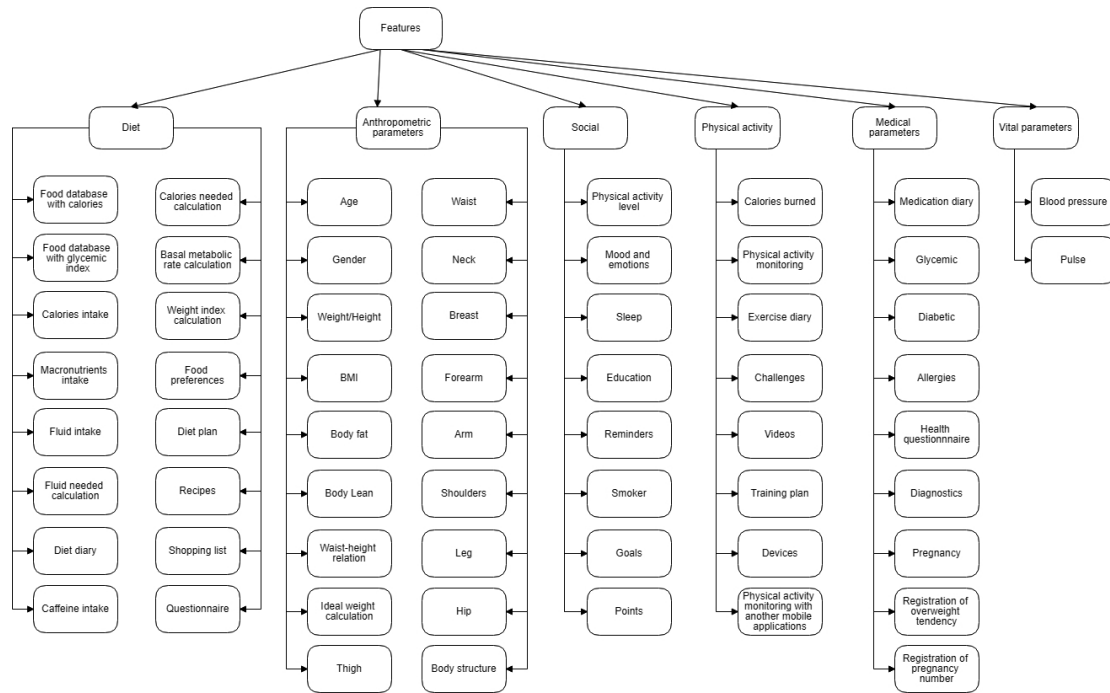 Features
Diet
Anthropometric
parameters
Social
Physical activity
Medical
parameters
Vital parameters
Food database
with calories
Food database
with glycemic
index
Calories intake
Macronutrients
intake
Fluid intake
Fluid needed
calculation
Diet diary
Caffeine intake
Calories needed
calculation
Basal metabolic
rate calculation
Weight index
calculation
Food
preferences
Diet plan
Recipes
Shopping list
Questionnaire
Age
Gender
Weight/Height
BMI
Body fat
Body Lean
Waist-height
relation
Ideal weight
calculation
Thigh
Waist
Neck
Breast
Forearm
Arm
Shoulders
Leg
Hip
Body structure
Physical activity
level
Mood and
emotions
Sleep
Education
Reminders
Smoker
Goals
Points
Calories burned
Physical activity
monitoring
Exercise diary
Challenges
Videos
Training plan
Devices
Physical activity
monitoring with
another mobile
applications
Medication diary
Glycemic
Diabetic
Allergies
Health
questionnnaire
Diagnostics
Pregnancy
Registration of
overweight
tendency
Registration of
pregnancy
number
Blood pressure
Pulse